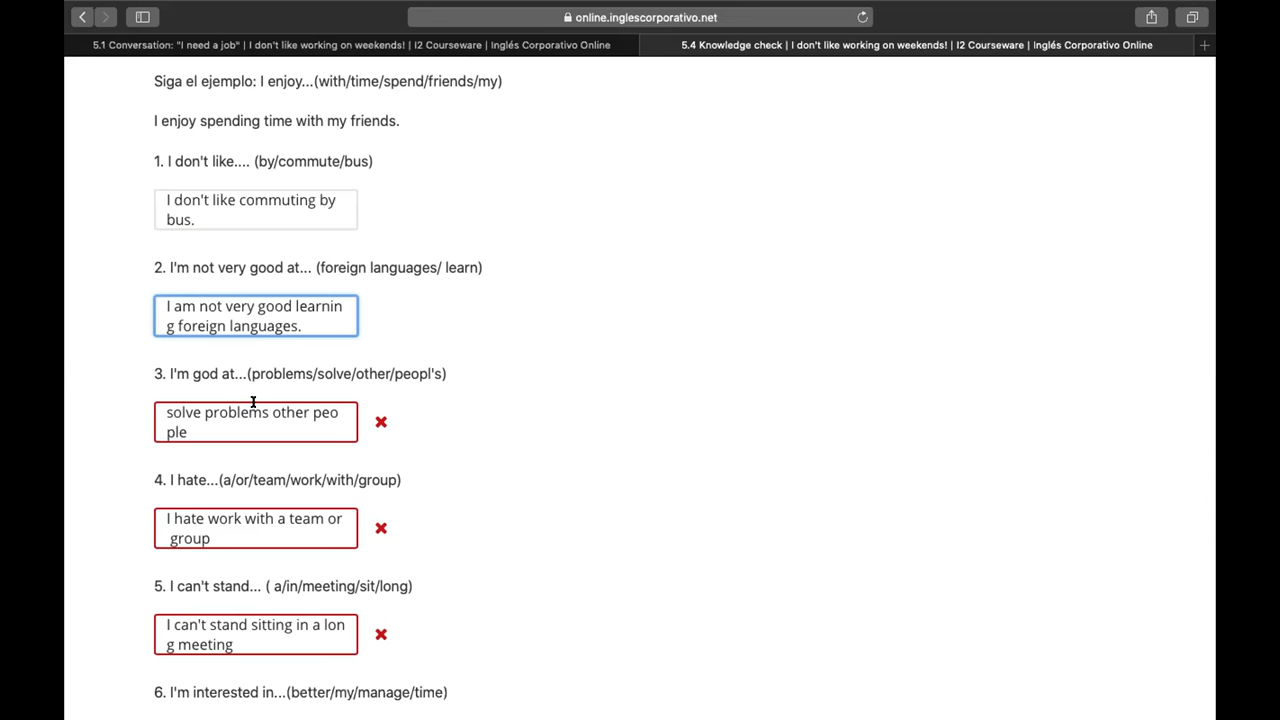 online.inglescorporativo.net
5.1 Conversation: "I need a job" | I don't like working on weekends! | I2 Courseware | Inglés Corporativo Online
5.4 Knowledge check | I don't like working on weekends! | I2 Courseware | Inglés Corporativo Online
Siga el ejemplo: I enjoy...(with/time/spend/friends/my)
I enjoy spending time with my friends.
1. I don't like.... (by/commute/bus)
I don't like commuting by
bus.
2. I'm not very good at... (foreign languages/ learn)
I am not very good learnin
g foreign languages.
3. I'm god at...(problems/solve/other/peopl's)
solve problems other peo
ple
4. I hate...(a/or/team/work/with/group)
I hate work with a team or
group
5. I can't stand... ( a/in/meeting/sit/long)
I can't stand sitting in a lon
g meeting
6. I'm interested in...(better/my/manage/time)